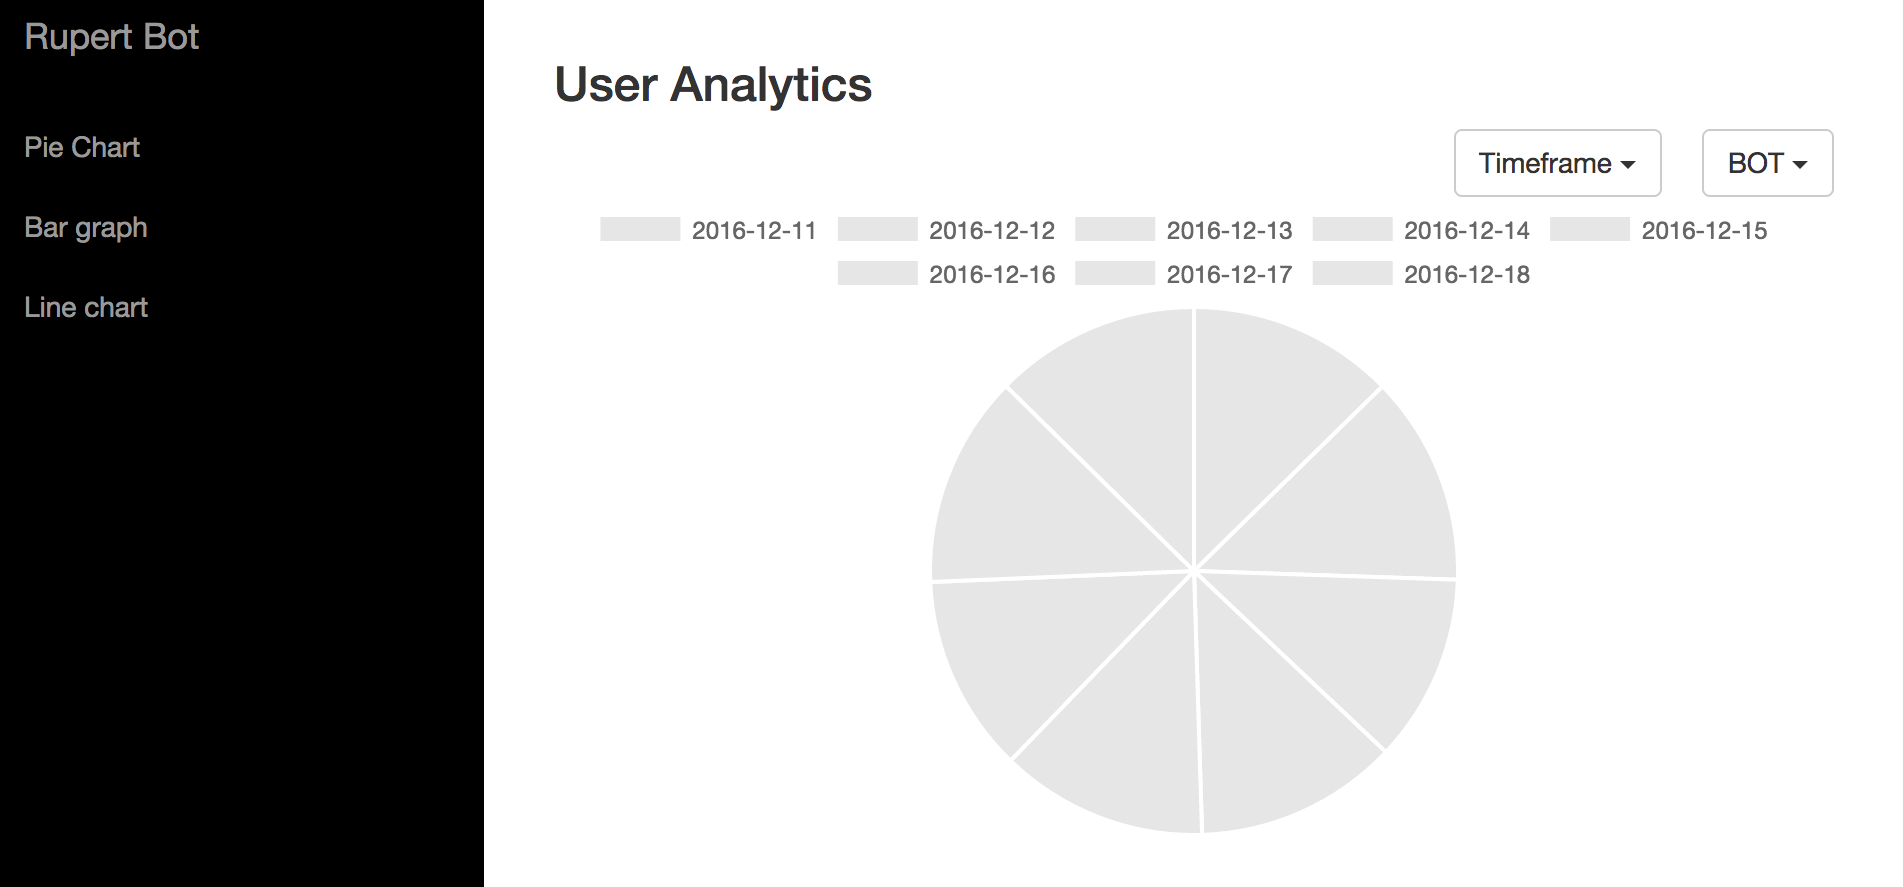 Rupert Bot
Pie Chart
Bar graph
Line chart
User Analytics
Timeframe BOT
2016-12-11 2016-12-12 2016-12-13 2016-12-14 2016-12-15
2016-12-16 2016-12-17 2016-12-18